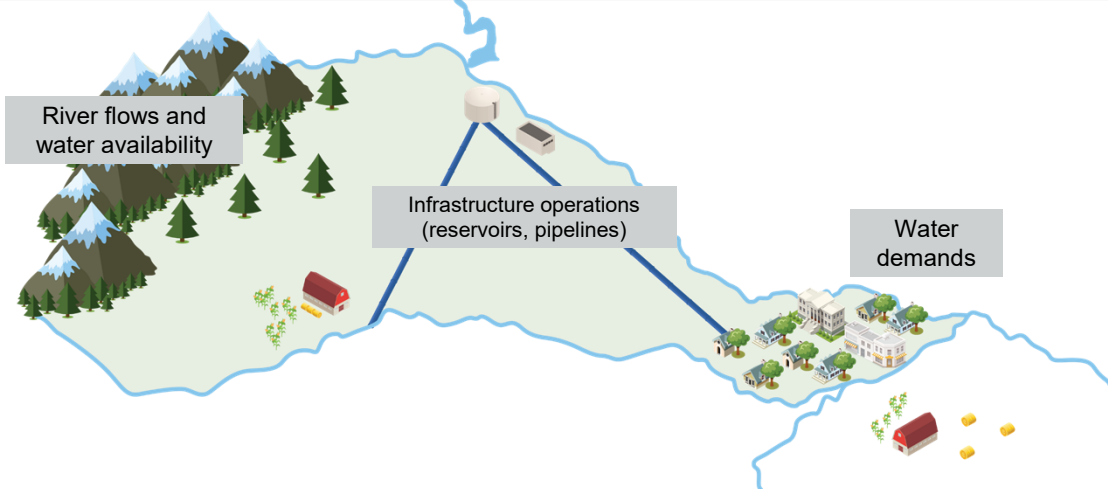 River flows and
water availability
Infrastructure operations
(reservoirs, pipelines)
Water
demands